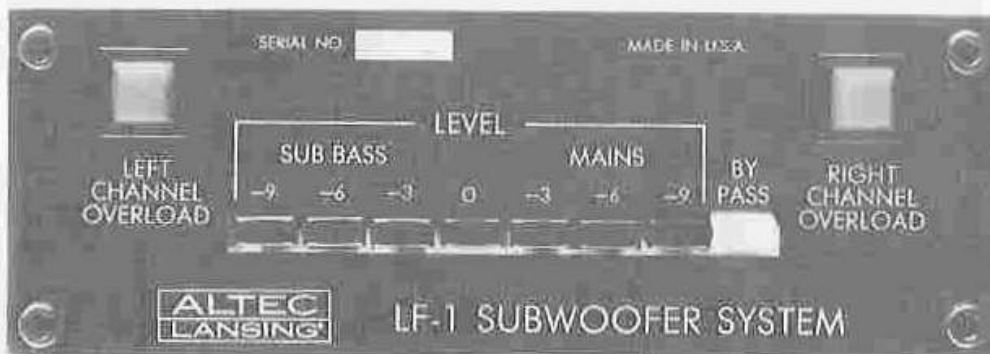 SERIAL NO.
MADE IN U.S.A.
LEVEL
SUB BASS
MAINS
-9 -6 -3 0 -3 -6 -9
BY
PASS
LEFT
CHANNEL
OVERLOAD
RIGHT
CHANNEL
OVERLOAD
ALTEC
LANSING®
LF-1 SUBWOOFER SYSTEM